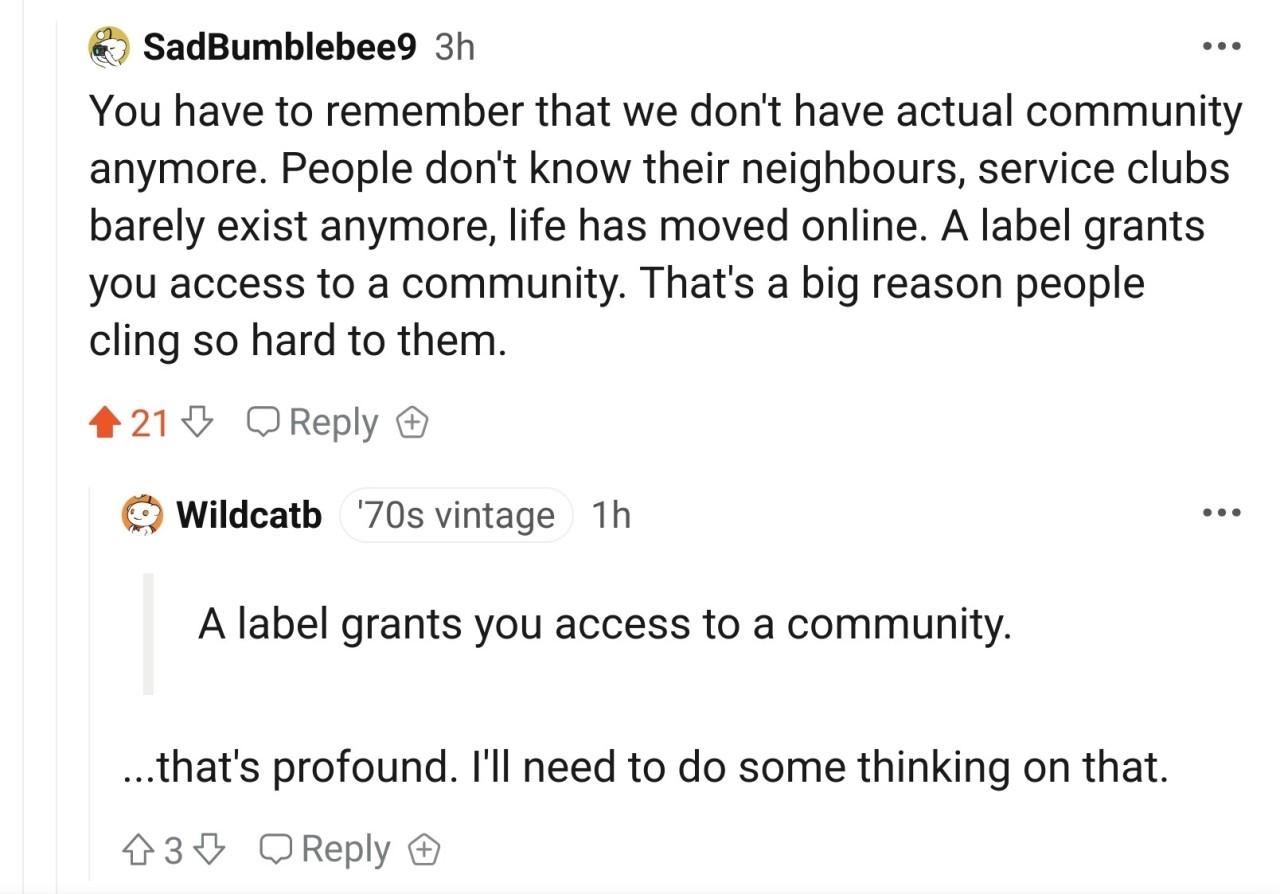 SadBumblebee9 3h
You have to remember that we don't have actual community
anymore. People don't know their neighbours, service clubs
barely exist anymore, life has moved online. A label grants
you access to a community. That's a big reason people
cling so hard to them.
21 Reply
Wildcatb '70s vintage 1h
A label grants you access to a community.
...that's profound. I'll need to do some thinking on that.
3 Reply